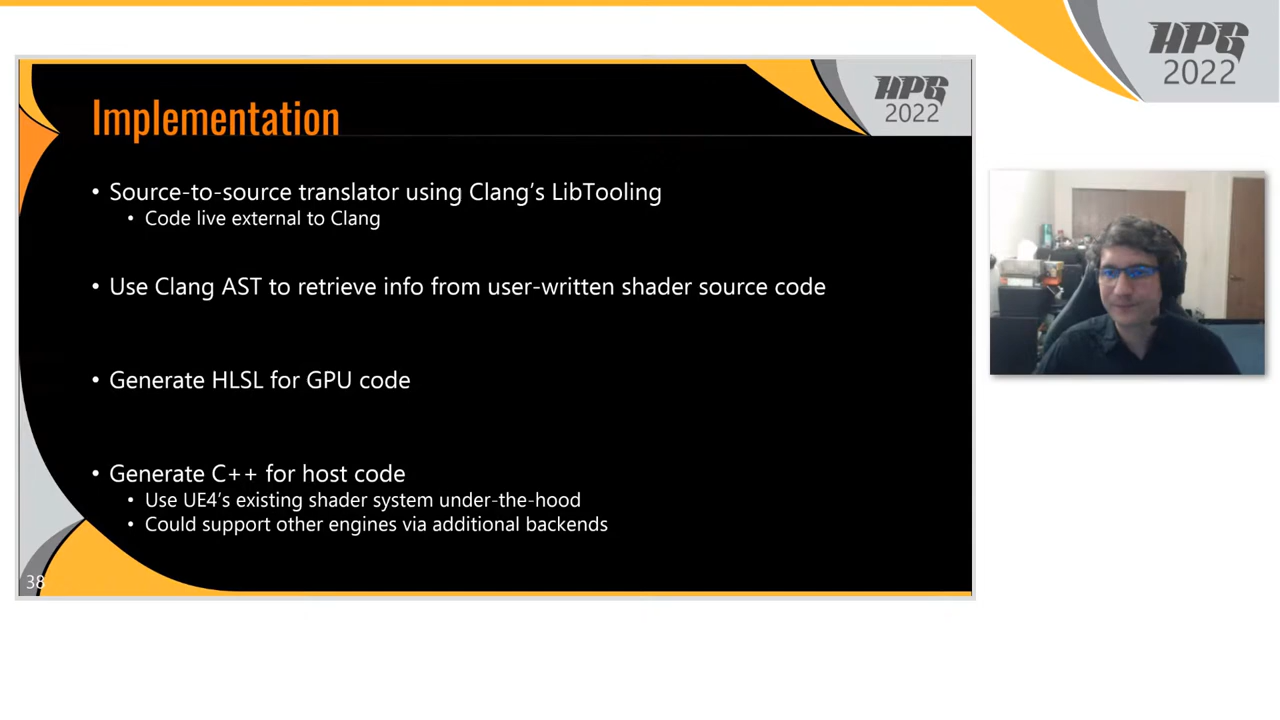 HPG
2022
HPG
2022
Implementation
• Source-to-source translator using Clang's LibTooling
• Code live external to Clang
• Use Clang AST to retrieve info from user-written shader source code
• Generate HLSL for GPU code
• Generate C++ for host code
• Use UE4's existing shader system under-the-hood
• Could support other engines via additional backends
38